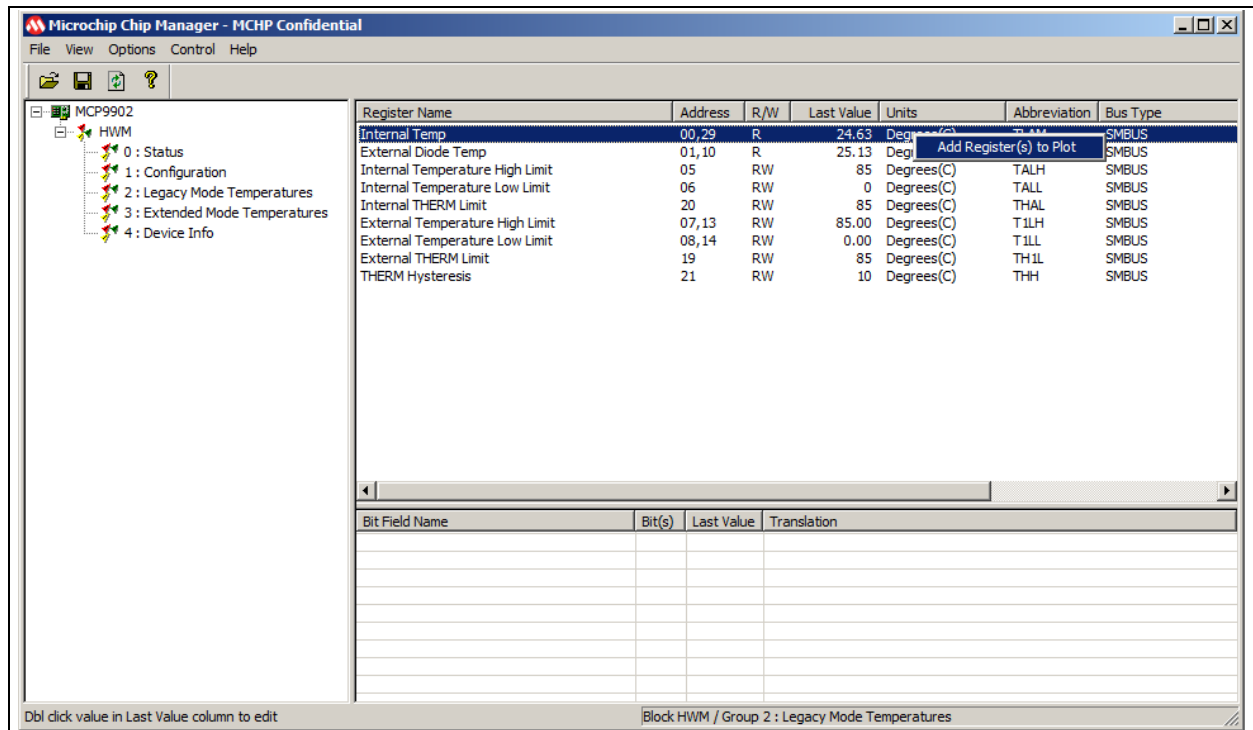 Microchip Chip Manager - MCHP Confidential
File View Options Control Help
MCP9902
HWM
0 : Status
1 : Configuration
2 : Legacy Mode Temperatures
3 : Extended Mode Temperatures
4 : Device Info
Register Name Address R/W Last Value Units Abbreviation Bus Type
Internal Temp 00,29 R 24.63 SMBUS
Add Register(s) to Plot
External Diode Temp 01,10 R 25.13 SMBUS
Internal Temperature High Limit 05 RW 85 Degrees(C) TALH SMBUS
Internal Temperature Low Limit 06 RW 0 Degrees(C) TALL SMBUS
Internal THERM Limit 20 RW 85 Degrees(C) THAL SMBUS
External Temperature High Limit 07,13 RW 85.00 Degrees(C) T1LH SMBUS
External Temperature Low Limit 08,14 RW 0.00 Degrees(C) T1LL SMBUS
External THERM Limit 19 RW 85 Degrees(C) TH1L SMBUS
THERM Hysteresis 21 RW 10 Degrees(C) THH SMBUS
Bit Field Name Bit(s) Last Value Translation
Dbl click value in Last Value column to edit
Block HWM / Group 2 : Legacy Mode Temperatures